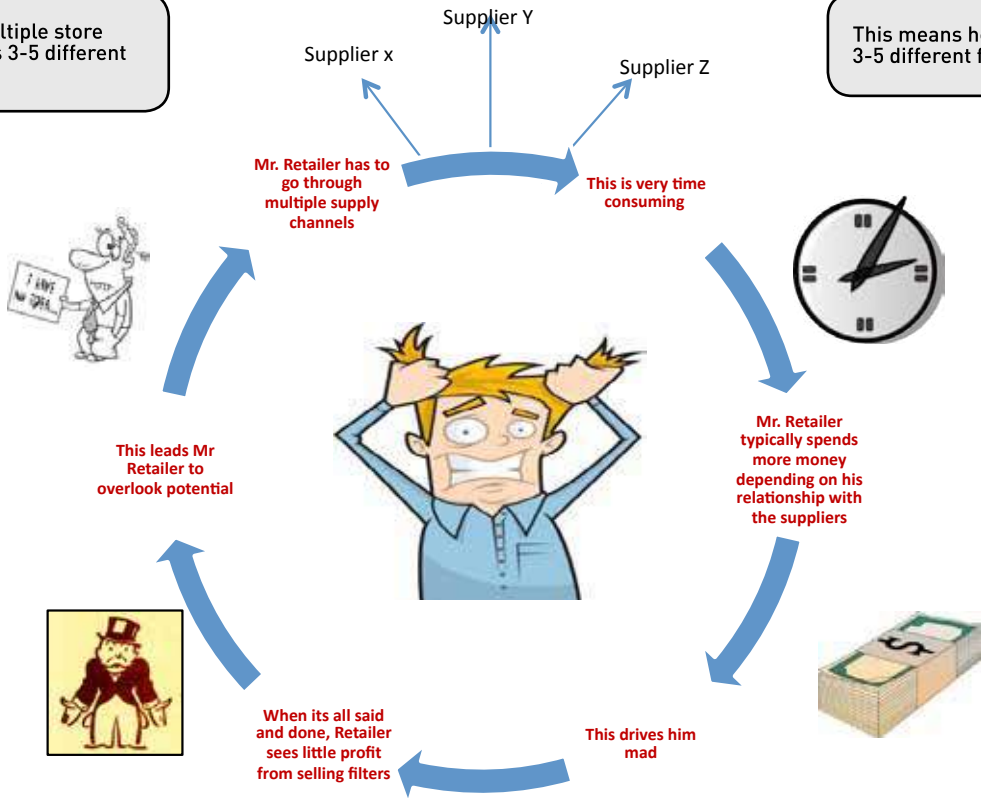 ltiple store
s 3-5 different
This means h
3-5 different f
Supplier Y
Supplier x
Supplier Z
Mr. Retailer has to
go through
multiple supply
channels
This is very time
consuming
Mr. Retailer
typically spends
more money
depending on his
relationship with
the suppliers
This drives him
mad
When its all said
and done, Retailer
sees little profit
from selling filters
This leads Mr
Retailer to
overlook potential
I HAVE
NO IDEA...
$